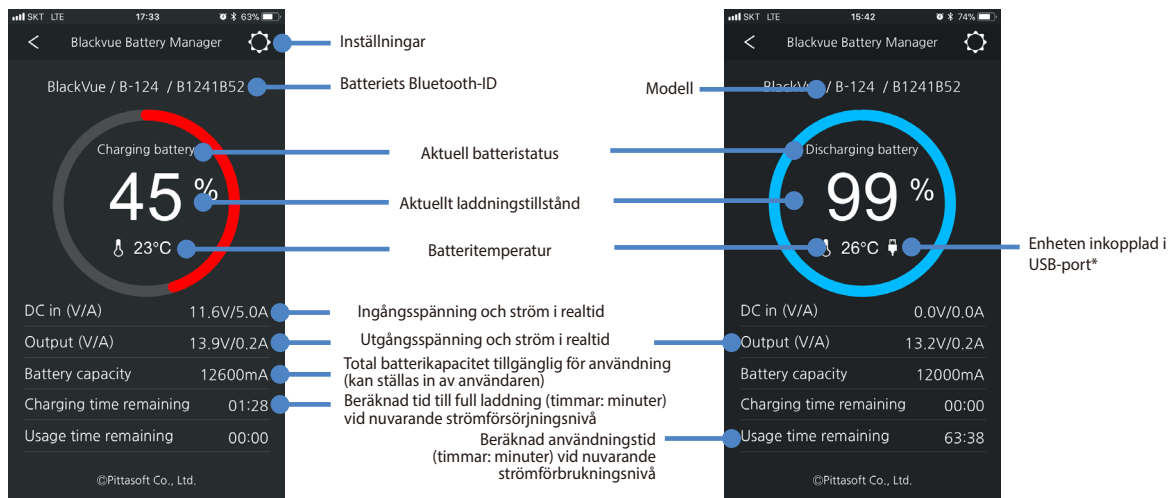 SKT LTE 17:33 63%
Blackvue Battery Manager
BlackVue / B-124 / B1241B52
Charging battery
45 %
23°C
DC in (V/A) 11.6V/5.0A
Output (V/A) 13.9V/0.2A
Battery capacity 12600mA
Charging time remaining 01:28
Usage time remaining 00:00
©Pittasoft Co., Ltd.
Inställningar
Batteriets Bluetooth-ID
Modell
Aktuell batteristatus
Aktuellt laddningstillstånd
Batteritemperatur
Ingångsspänning och ström i realtid
Utgångsspänning och ström i realtid
Total batterikapacitet tillgänglig för användning
(kan ställas in av användaren)
Beräknad tid till full laddning (timmar: minuter)
vid nuvarande strömförsörjningsnivå
Beräknad användningstid
(timmar: minuter) vid nuvarande
strömförbrukningsnivå
SKT LTE 15:42 74%
Blackvue Battery Manager
BlackVue / B-124 / B1241B52
Discharging battery
99 %
26°C
DC in (V/A) 0.0V/0.0A
Output (V/A) 13.2V/0.2A
Battery capacity 12000mA
Charging time remaining 00:00
Usage time remaining 63:38
©Pittasoft Co., Ltd.
Enheten inkopplad i
USB-port*